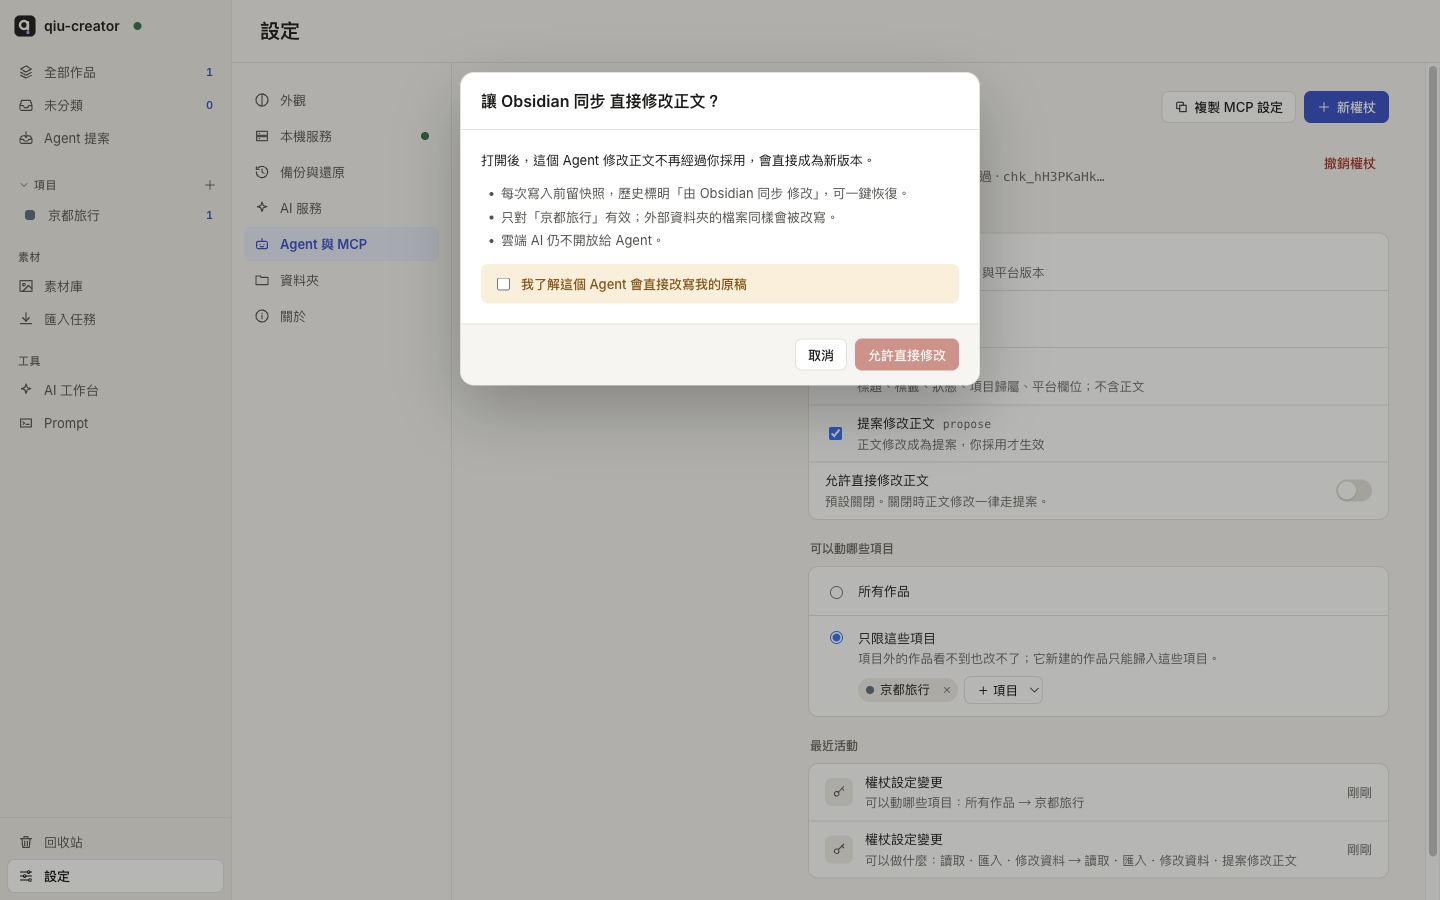 qiu-creator
全部作品 1
未分類 0
Agent 提案
項目
京都旅行 1
素材
素材庫
匯入任務
工具
AI 工作台
Prompt
回收站
設定
設定
外觀
本機服務
備份與還原
AI 服務
Agent 與 MCP
資料夾
關於
複製 MCP 設定
新權杖
撤銷權杖
過 · chk_hH3PKaHk…
與平台版本
標題、標籤、狀態、項目歸屬、平台欄位；不含正文
提案修改正文 propose
正文修改成為提案，你採用才生效
允許直接修改正文
預設關閉。關閉時正文修改一律走提案。
可以動哪些項目
所有作品
只限這些項目
項目外的作品看不到也改不了；它新建的作品只能歸入這些項目。
京都旅行 ×
＋ 項目
最近活動
權杖設定變更
可以動哪些項目：所有作品 → 京都旅行
剛剛
權杖設定變更
可以做什麼：讀取 · 匯入 · 修改資料 → 讀取 · 匯入 · 修改資料 · 提案修改正文
剛剛
讓 Obsidian 同步 直接修改正文？
打開後，這個 Agent 修改正文不再經過你採用，會直接成為新版本。
• 每次寫入前留快照，歷史標明「由 Obsidian 同步 修改」，可一鍵恢復。
• 只對「京都旅行」有效；外部資料夾的檔案同樣會被改寫。
• 雲端 AI 仍不開放給 Agent。
我了解這個 Agent 會直接改寫我的原稿
取消
允許直接修改